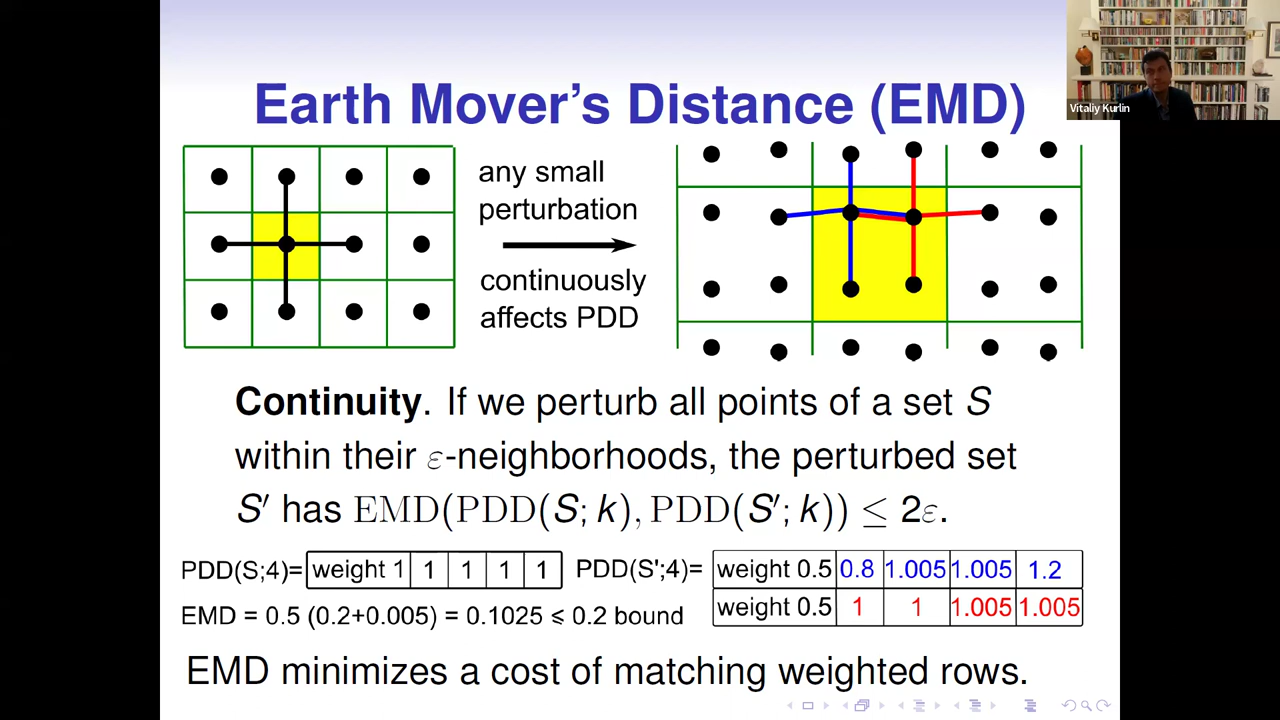 Vitaliy Kurlin
Earth Mover's Distance (EMD)
any small
perturbation
continuously
affects PDD
Continuity. If we perturb all points of a set S
within their ε-neighborhoods, the perturbed set
S′ has EMD(PDD(S; k), PDD(S′; k)) ≤ 2ε.
PDD(S;4)= weight 1 1 1 1 1
PDD(S';4)= weight 0.5 0.8 1.005 1.005 1.2
weight 0.5 1 1 1.005 1.005
EMD = 0.5 (0.2+0.005) = 0.1025 ⩽ 0.2 bound
EMD minimizes a cost of matching weighted rows.